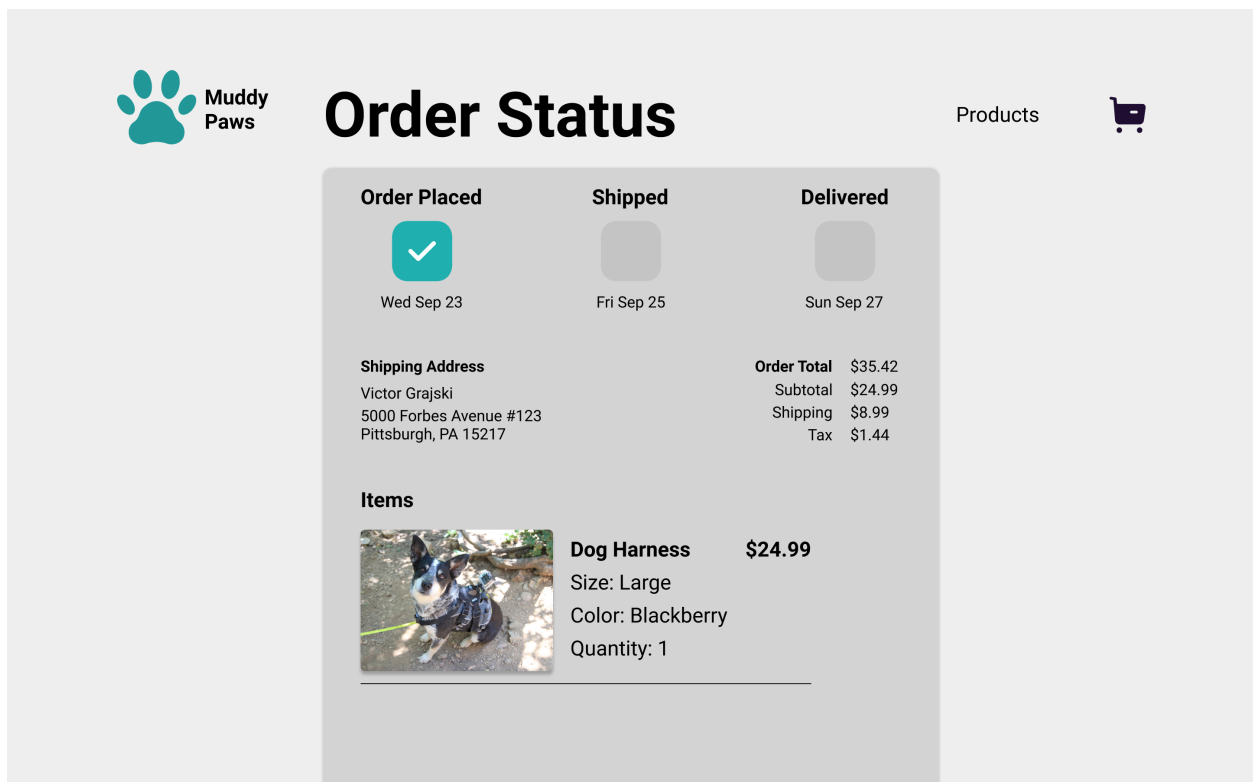 Muddy
Paws
Order Status
Products
Order Placed
Shipped
Delivered
Wed Sep 23
Fri Sep 25
Sun Sep 27
Shipping Address
Victor Grajski
5000 Forbes Avenue #123
Pittsburgh, PA 15217
Order Total $35.42
Subtotal $24.99
Shipping $8.99
Tax $1.44
Items
Dog Harness $24.99
Size: Large
Color: Blackberry
Quantity: 1